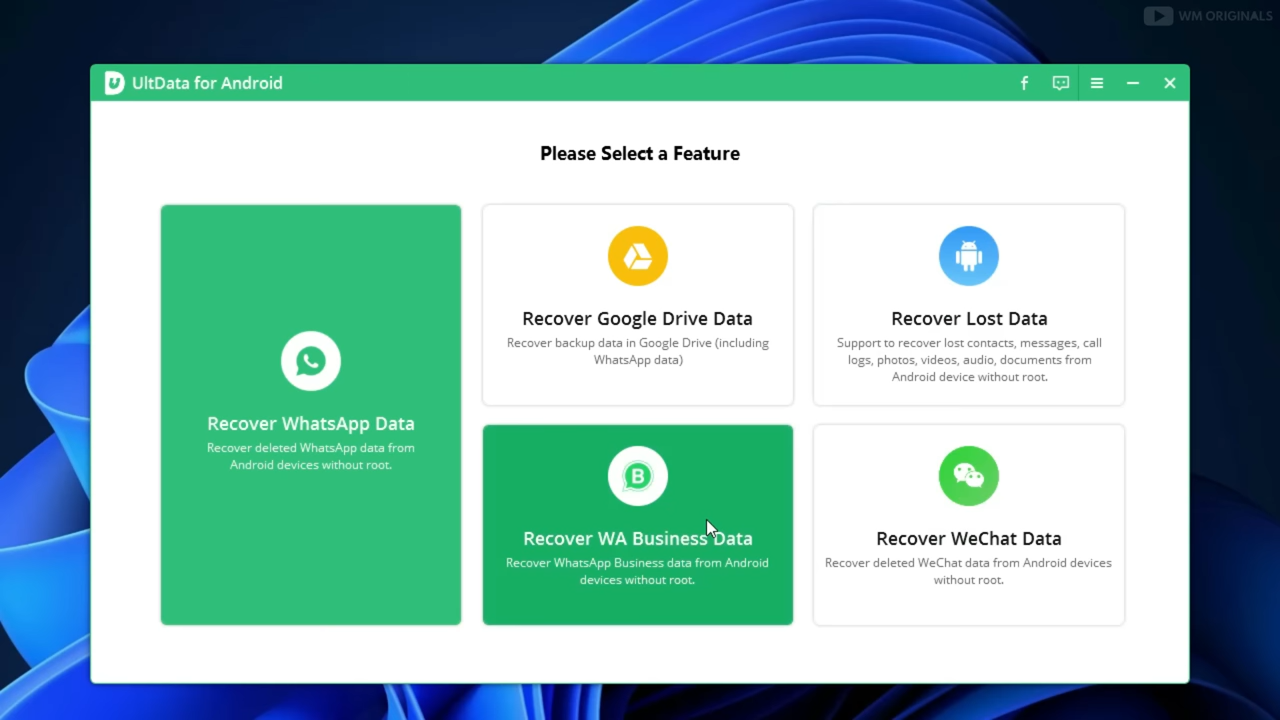 WM ORIGINALS
UltData for Android
Please Select a Feature
Recover WhatsApp Data
Recover deleted WhatsApp data from
Android devices without root.
Recover Google Drive Data
Recover backup data in Google Drive (including
WhatsApp data)
Recover Lost Data
Support to recover lost contacts, messages, call
logs, photos, videos, audio, documents from
Android device without root.
Recover WA Business Data
Recover WhatsApp Business data from Android
devices without root.
Recover WeChat Data
Recover deleted WeChat data from Android devices
without root.